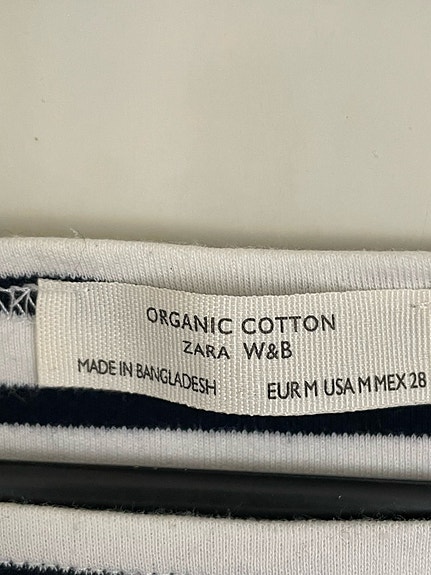 ORGANIC COTTON
ZARA W&B
MADE IN BANGLADESH EUR M USA M MEX 28